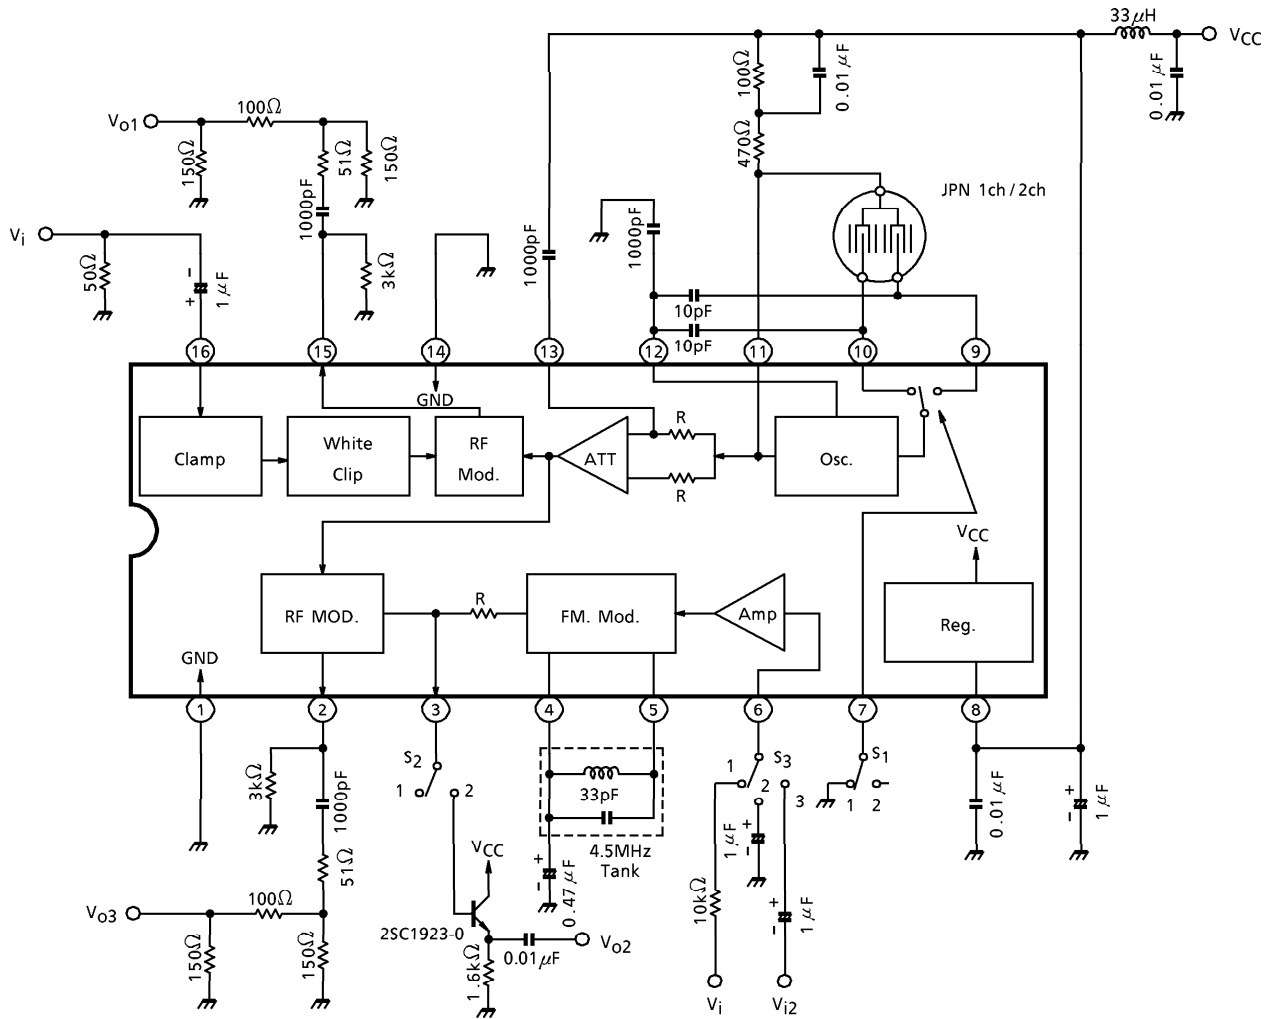 33μH
VCC
0.01μF
100Ω
0.01μF
470Ω
JPN 1ch/2ch
Vo1
100Ω
150Ω
51Ω
150Ω
1000pF
Vi
50Ω
+
-
1μF
3kΩ
1000pF
1000pF
10pF
10pF
16
15
14
13
12
11
10
9
GND
Clamp
White
Clip
RF
Mod.
ATT
R
R
Osc.
VCC
RF MOD.
R
FM. Mod.
Amp
Reg.
GND
1
2
3
4
5
6
7
8
3kΩ
1000pF
51Ω
S2
1
2
33pF
4.5MHz
Tank
+
-
0.47μF
VCC
2SC1923-0
0.01μF
Vo2
1.6kΩ
Vo3
100Ω
150Ω
150Ω
1
S3
2
3
+
-
1μF
10kΩ
+
-
1μF
Vi
Vi2
S1
1
2
0.01μF
+
-
1μF